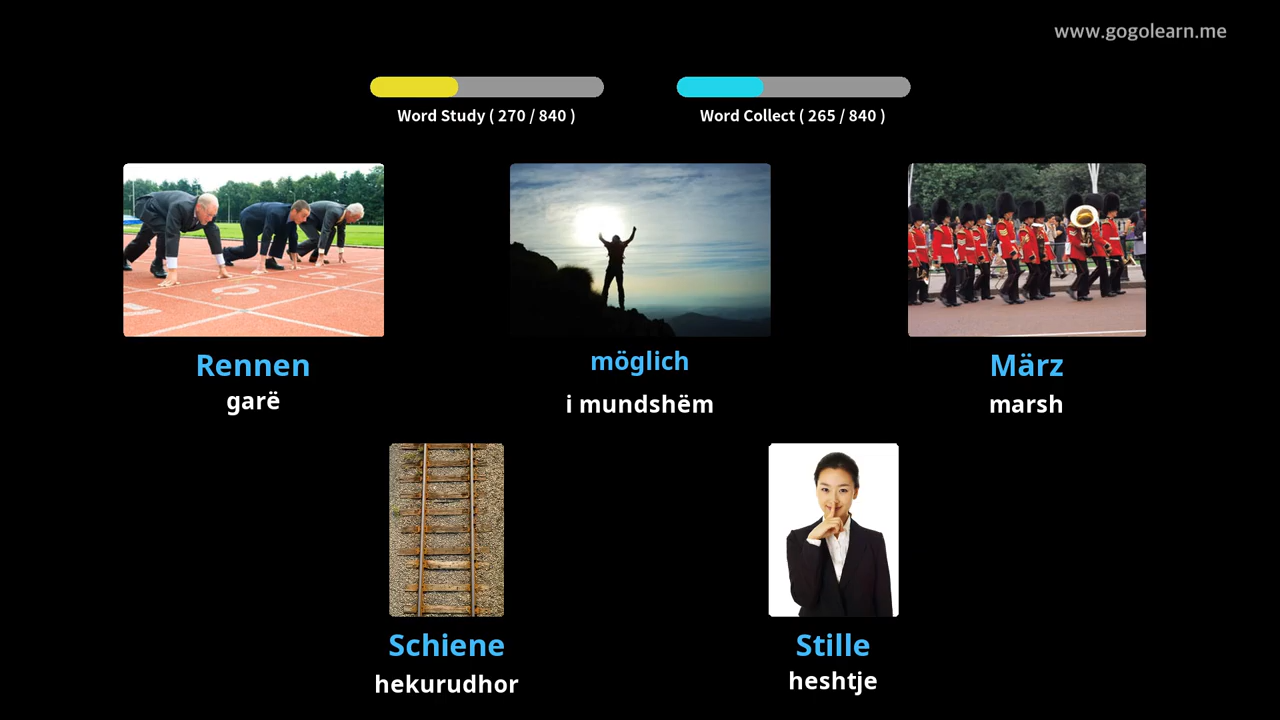 www.gogolearn.me
Word Study ( 270 / 840 )
Word Collect ( 265 / 840 )
Rennen
garë
möglich
i mundshëm
März
marsh
Schiene
hekurudhor
Stille
heshtje